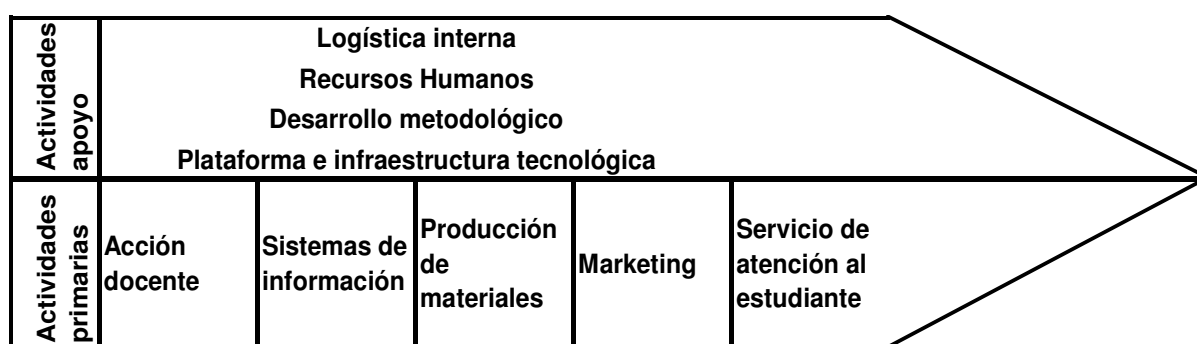 Actividades
apoyo
Logística interna
Recursos Humanos
Desarrollo metodológico
Plataforma e infraestructura tecnológica
Actividades
primarias
Acción
docente
Sistemas de
información
Producción
de
materiales
Marketing
Servicio de
atención al
estudiante